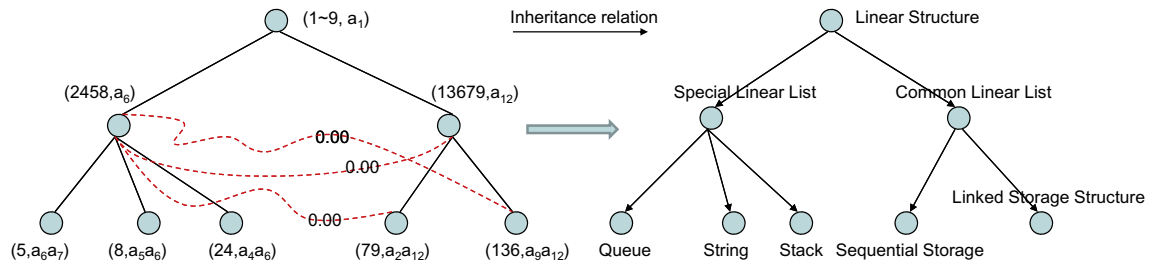 (1~9, a1)
Inheritance relation
Linear Structure
(2458,a6)
(13679,a12)
Special Linear List
Common Linear List
0.00
0.00
0.00
Linked Storage Structure
(5,a6a7)
(8,a5a6)
(24,a4a6)
(79,a2a12)
(136,a9a12)
Queue
String
Stack
Sequential Storage